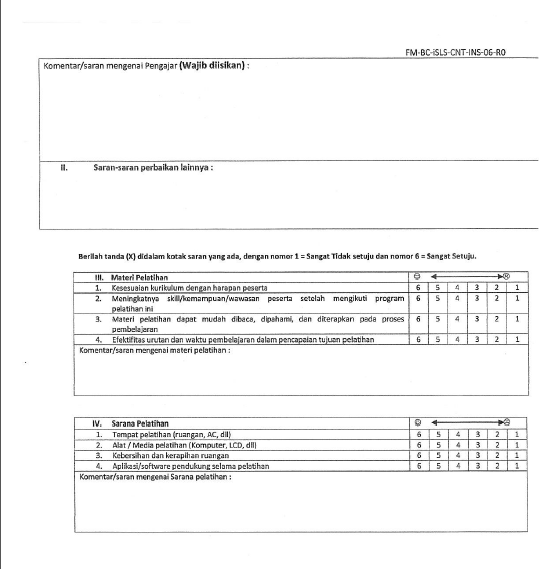 FM-BC-iSLS-CNT-INS-06-R0
Komentar/saran mengenai Pengajar (Wajib diisikan) :
II. Saran-saran perbaikan lainnya :
Berilah tanda (X) didalam kotak saran yang ada, dengan nomor 1 = Sangat Tidak setuju dan nomor 6 = Sangat Setuju.
III. Materi Pelatihan
1. Kesesuaian kurikulum dengan harapan peserta 6 5 4 3 2 1
2. Meningkatnya skill/kemampuan/wawasan peserta setelah mengikuti program 6 5 4 3 2 1
pelatihan ini
3. Materi pelatihan dapat mudah dibaca, dipahami, dan diterapkan pada proses 6 5 4 3 2 1
pembelajaran
4. Efektifitas urutan dan waktu pembelajaran dalam pencapaian tujuan pelatihan 6 5 4 3 2 1
Komentar/saran mengenai materi pelatihan :
IV. Sarana Pelatihan
1. Tempat pelatihan (ruangan, AC, dll) 6 5 4 3 2 1
2. Alat / Media pelatihan (Komputer, LCD, dll) 6 5 4 3 2 1
3. Kebersihan dan kerapihan ruangan 6 5 4 3 2 1
4. Aplikasi/software pendukung selama pelatihan 6 5 4 3 2 1
Komentar/saran mengenai Sarana pelatihan :